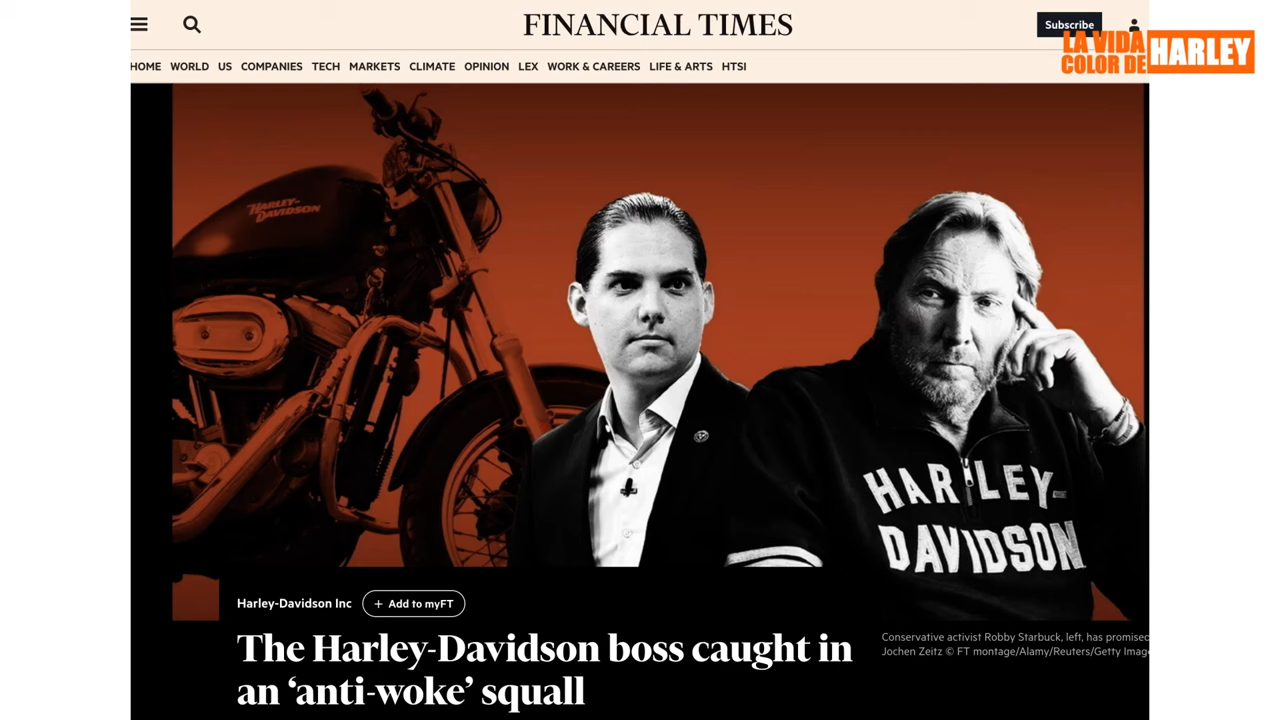 FINANCIAL TIMES
Subscribe
LA VIDA
COLOR DE
HARLEY
HOME WORLD US COMPANIES TECH MARKETS CLIMATE OPINION LEX WORK & CAREERS LIFE & ARTS HTSI
HARLEY-
DAVIDSON
HARLEY-
DAVIDSON
Harley-Davidson Inc
+ Add to myFT
The Harley-Davidson boss caught in
an ‘anti-woke’ squall
Conservative activist Robby Starbuck, left, has promised
Jochen Zeitz © FT montage/Alamy/Reuters/Getty Imag